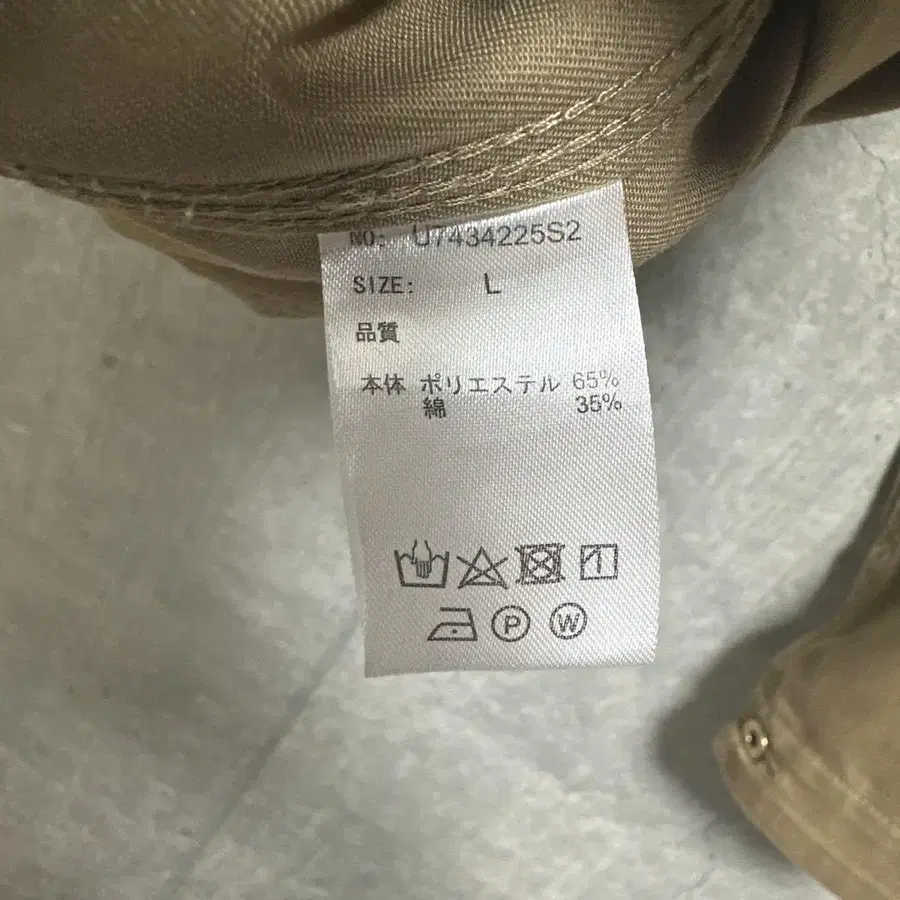 NO: U7434225S2
SIZE: L
品質
本体 ポリエステル 65%
綿 35%
P W